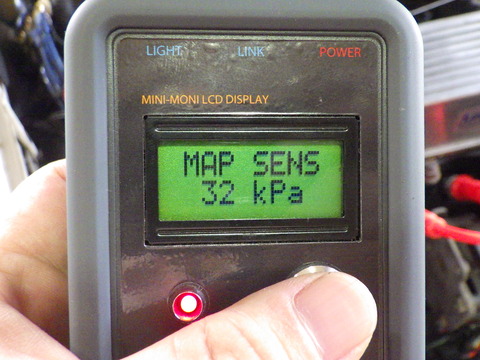 LIGHT LINK POWER
MINI-MONI LCD DISPLAY
MAP SENS
32 kPa